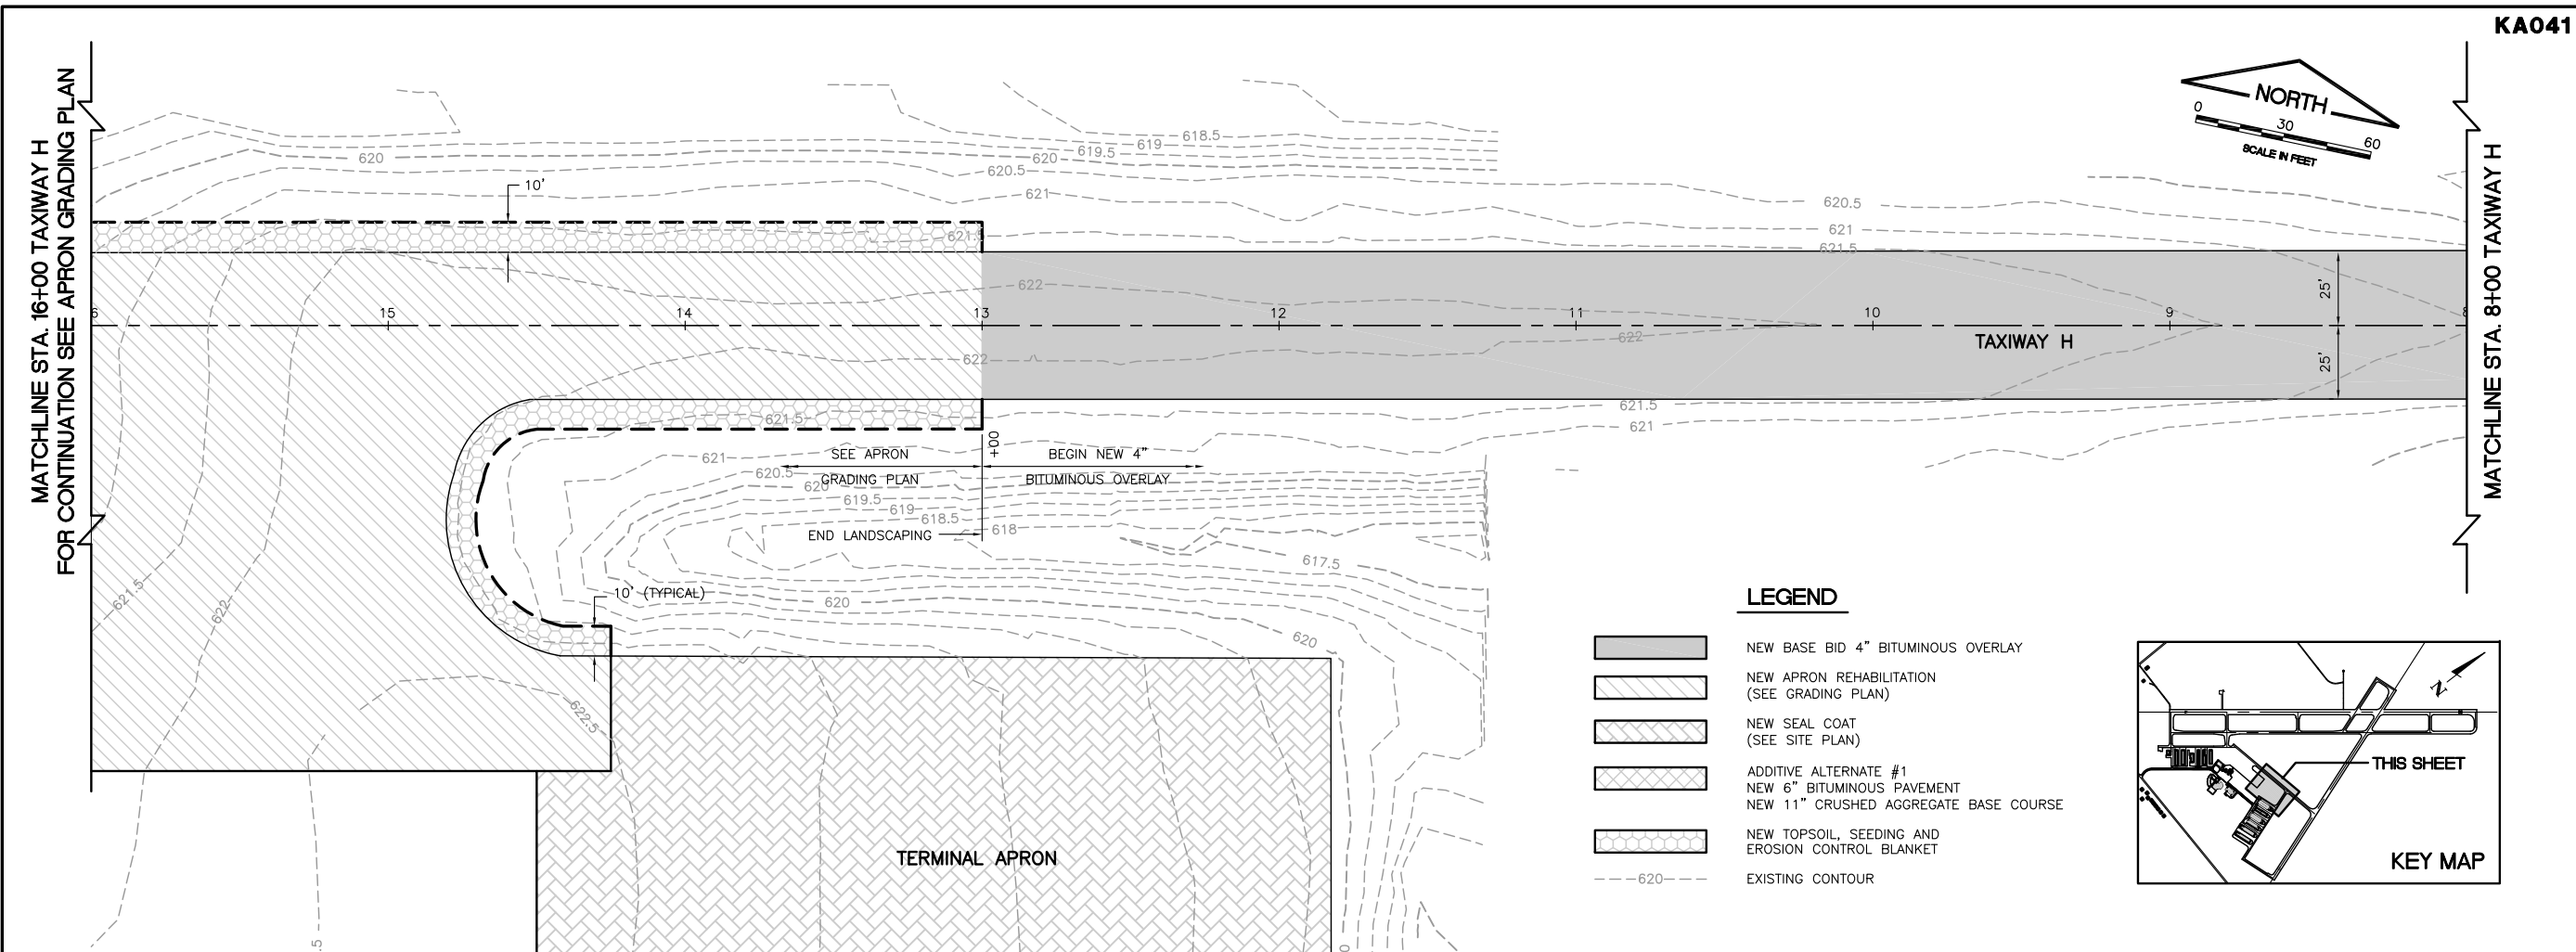 KA041
MATCHLINE STA. 16+00 TAXIWAY H
FOR CONTINUATION SEE APRON GRADING PLAN
NORTH
0
30
60
SCALE IN FEET
MATCHLINE STA. 8+00 TAXIWAY H
618.5
619
619.5
620
620
620.5
621
10'
620.5
621
621.5
621.5
622
25'
6
15
14
13
12
11
10
9
8
622
622
TAXIWAY H
25'
621.5
621.5
621
+00
621
SEE APRON
GRADING PLAN
BEGIN NEW 4"
BITUMINOUS OVERLAY
620.5
620
619.5
619
618.5
618
END LANDSCAPING
617.5
621.5
622
10' (TYPICAL)
620
620
622.5
TERMINAL APRON
LEGEND
NEW BASE BID 4" BITUMINOUS OVERLAY
NEW APRON REHABILITATION
(SEE GRADING PLAN)
NEW SEAL COAT
(SEE SITE PLAN)
ADDITIVE ALTERNATE #1
NEW 6" BITUMINOUS PAVEMENT
NEW 11" CRUSHED AGGREGATE BASE COURSE
NEW TOPSOIL, SEEDING AND
EROSION CONTROL BLANKET
620
EXISTING CONTOUR
N
THIS SHEET
KEY MAP